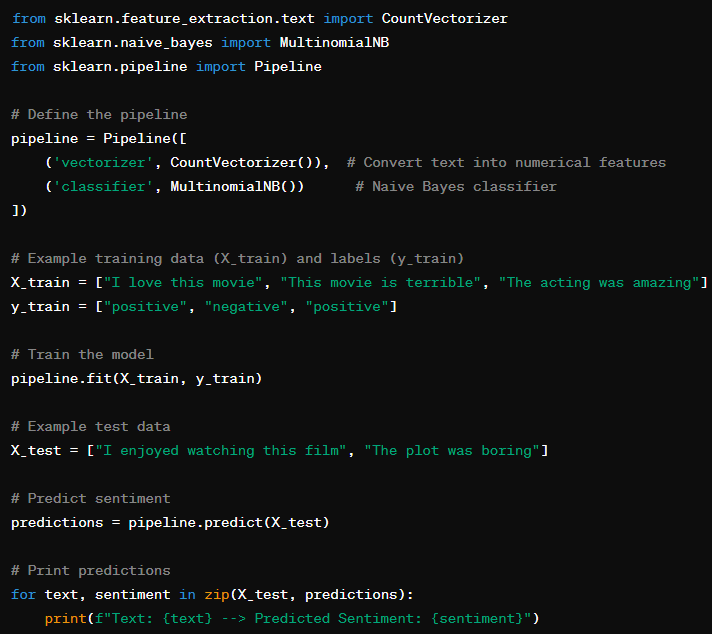 from sklearn.feature_extraction.text import CountVectorizer
from sklearn.naive_bayes import MultinomialNB
from sklearn.pipeline import Pipeline

# Define the pipeline
pipeline = Pipeline([
    ('vectorizer', CountVectorizer()),  # Convert text into numerical features
    ('classifier', MultinomialNB())      # Naive Bayes classifier
])

# Example training data (X_train) and labels (y_train)
X_train = ["I love this movie", "This movie is terrible", "The acting was amazing"]
y_train = ["positive", "negative", "positive"]

# Train the model
pipeline.fit(X_train, y_train)

# Example test data
X_test = ["I enjoyed watching this film", "The plot was boring"]

# Predict sentiment
predictions = pipeline.predict(X_test)

# Print predictions
for text, sentiment in zip(X_test, predictions):
    print(f"Text: {text} --> Predicted Sentiment: {sentiment}")